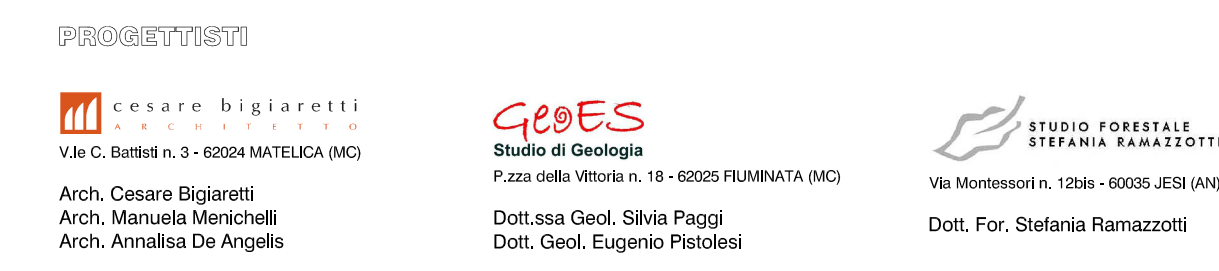 PROGETTISTI
cesare bigiaretti
ARCHITETTO
V.le C. Battisti n. 3 - 62024 MATELICA (MC)
Arch. Cesare Bigiaretti
Arch. Manuela Menichelli
Arch. Annalisa De Angelis
GeoES
Studio di Geologia
P.zza della Vittoria n. 18 - 62025 FIUMINATA (MC)
Dott.ssa Geol. Silvia Paggi
Dott. Geol. Eugenio Pistolesi
STUDIO FORESTALE
STEFANIA RAMAZZOTTI
Via Montessori n. 12bis - 60035 JESI (AN)
Dott. For. Stefania Ramazzotti